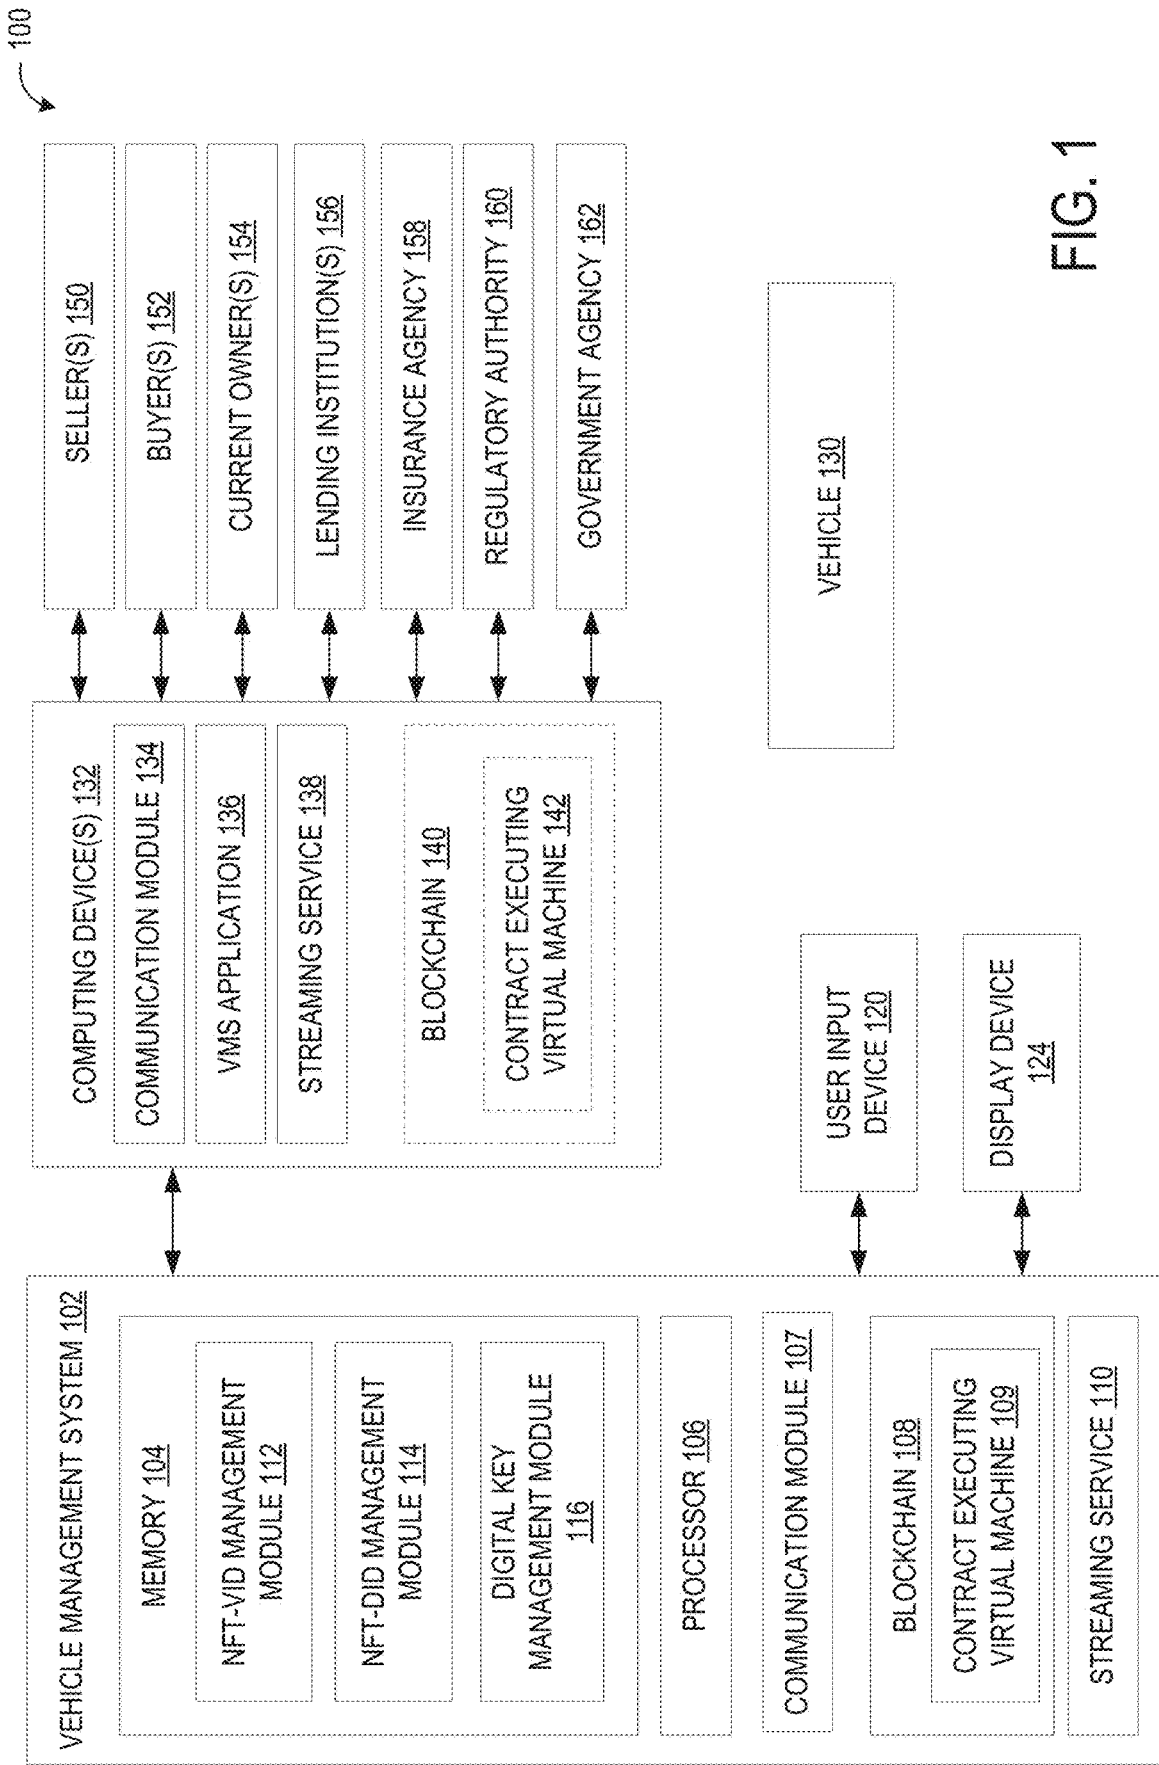 100
VEHICLE MANAGEMENT SYSTEM 102
MEMORY 104
NFT-VID MANAGEMENT
MODULE 112
NFT-DID MANAGEMENT
MODULE 114
DIGITAL KEY
MANAGEMENT MODULE
116
PROCESSOR 106
COMMUNICATION MODULE 107
BLOCKCHAIN 108
CONTRACT EXECUTING
VIRTUAL MACHINE 109
STREAMING SERVICE 110
COMPUTING DEVICE(S) 132
COMMUNICATION MODULE 134
VMS APPLICATION 136
STREAMING SERVICE 138
BLOCKCHAIN 140
CONTRACT EXECUTING
VIRTUAL MACHINE 142
USER INPUT
DEVICE 120
DISPLAY DEVICE
124
SELLER(S) 150
BUYER(S) 152
CURRENT OWNER(S) 154
LENDING INSTITUTION(S) 156
INSURANCE AGENCY 158
REGULATORY AUTHORITY 160
GOVERNMENT AGENCY 162
VEHICLE 130
FIG. 1